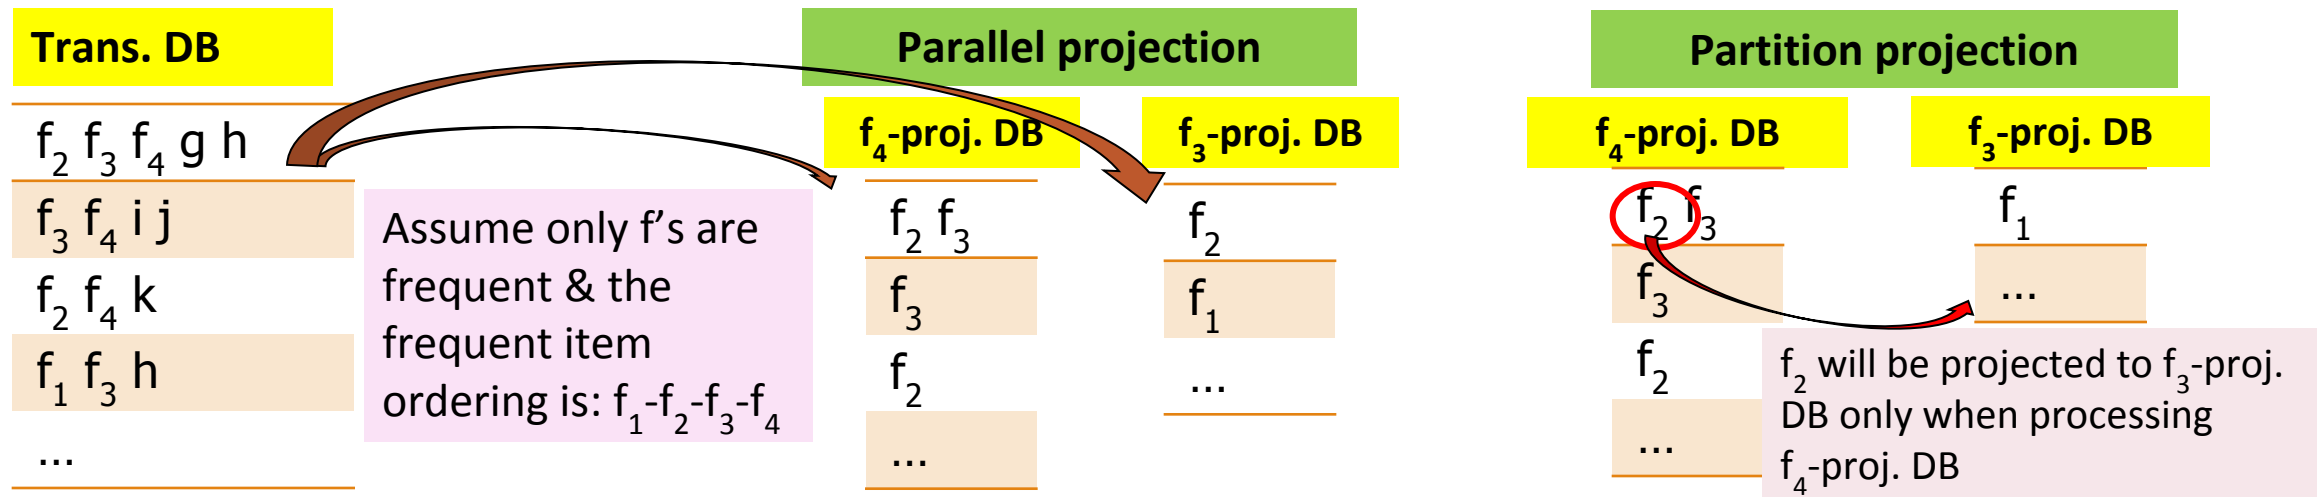 Trans. DB
f₂ f₃ f₄ g h
f₃ f₄ i j
f₂ f₄ k
f₁ f₃ h
...
Assume only f’s are
frequent & the
frequent item
ordering is: f₁-f₂-f₃-f₄
Parallel projection
f₄-proj. DB
f₂ f₃
f₃
f₂
...
f₃-proj. DB
f₂
f₁
...
Partition projection
f₄-proj. DB
f₂ f₃
f₃
f₂
...
f₃-proj. DB
f₁
...
f₂ will be projected to f₃-proj.
DB only when processing
f₄-proj. DB